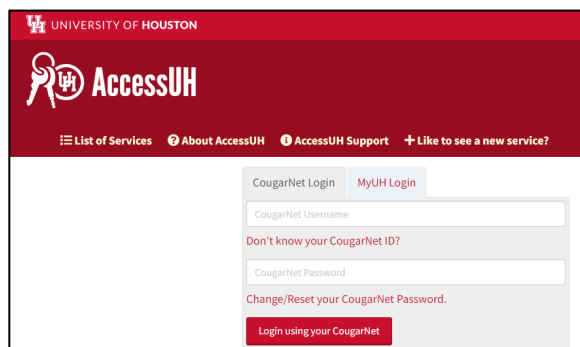 UNIVERSITY OF HOUSTON
UH AccessUH
List of Services About AccessUH AccessUH Support Like to see a new service?
CougarNet Login MyUH Login
CougarNet Username
Don't know your CougarNet ID?
CougarNet Password
Change/Reset your CougarNet Password.
Login using your CougarNet